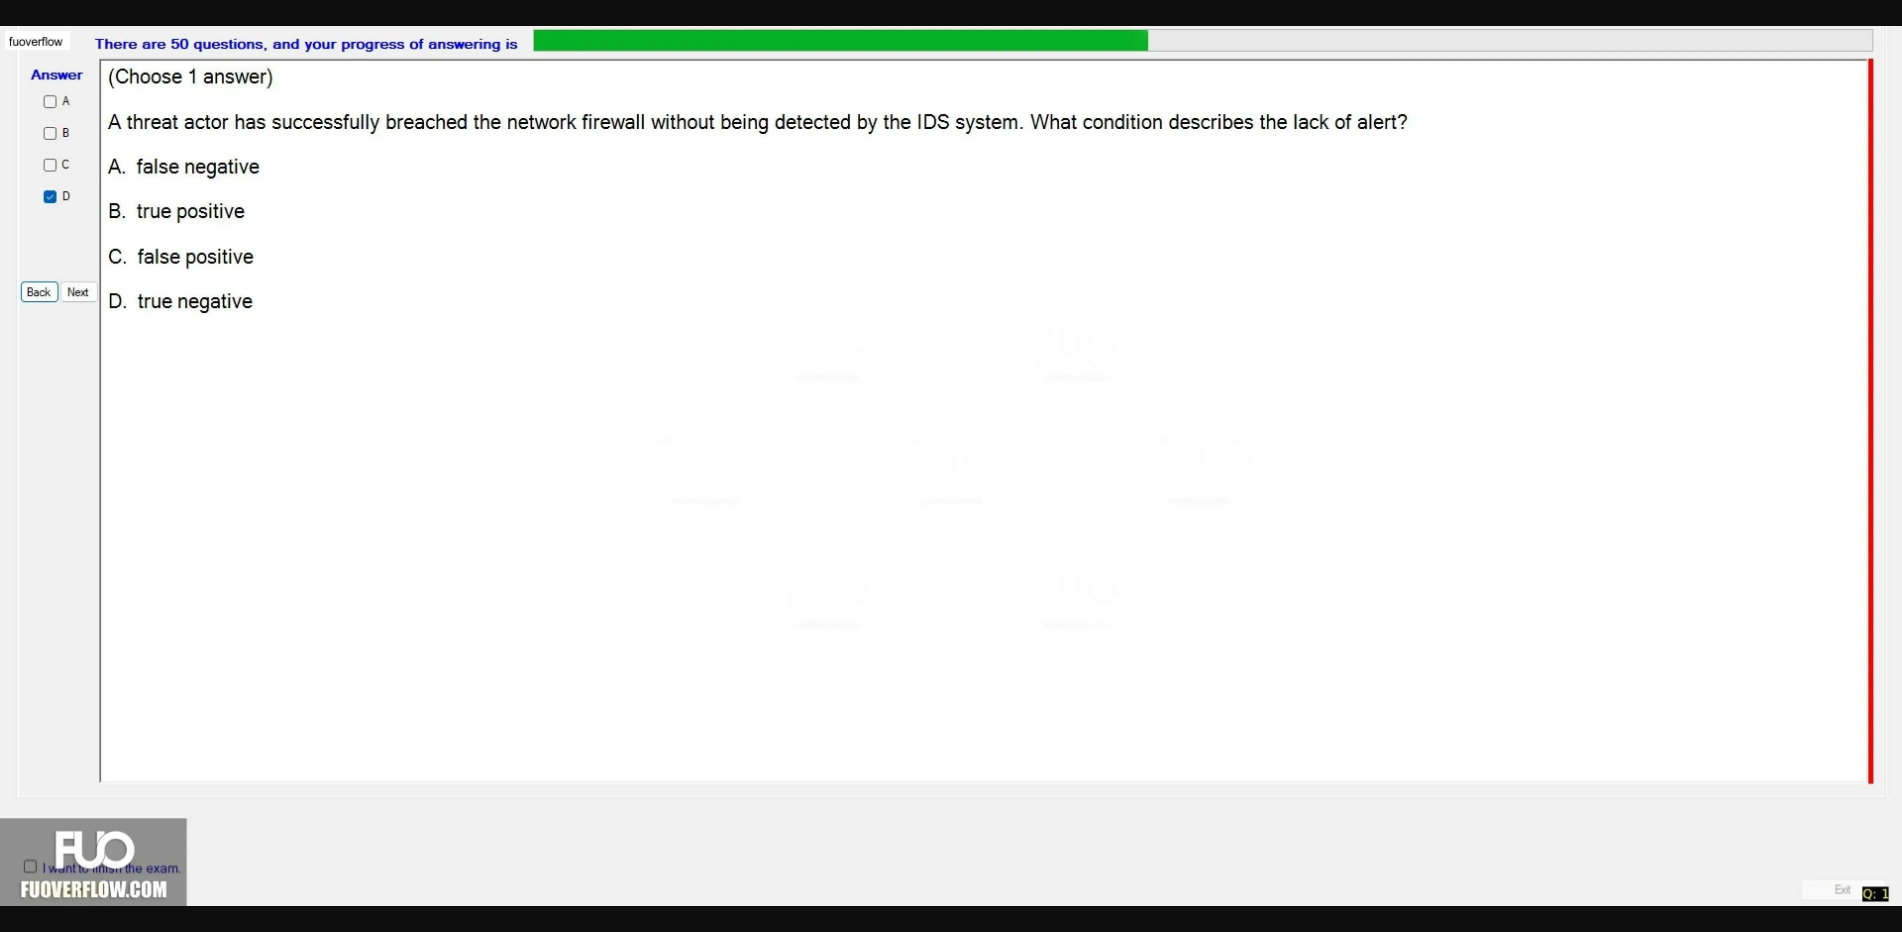 fuoverflow
There are 50 questions, and your progress of answering is
Answer
(Choose 1 answer)
A
B
C
D
A threat actor has successfully breached the network firewall without being detected by the IDS system. What condition describes the lack of alert?
A. false negative
B. true positive
C. false positive
D. true negative
Back Next
FUO
I want to finish the exam.
FUOVERFLOW.COM
Exit
Q: 1